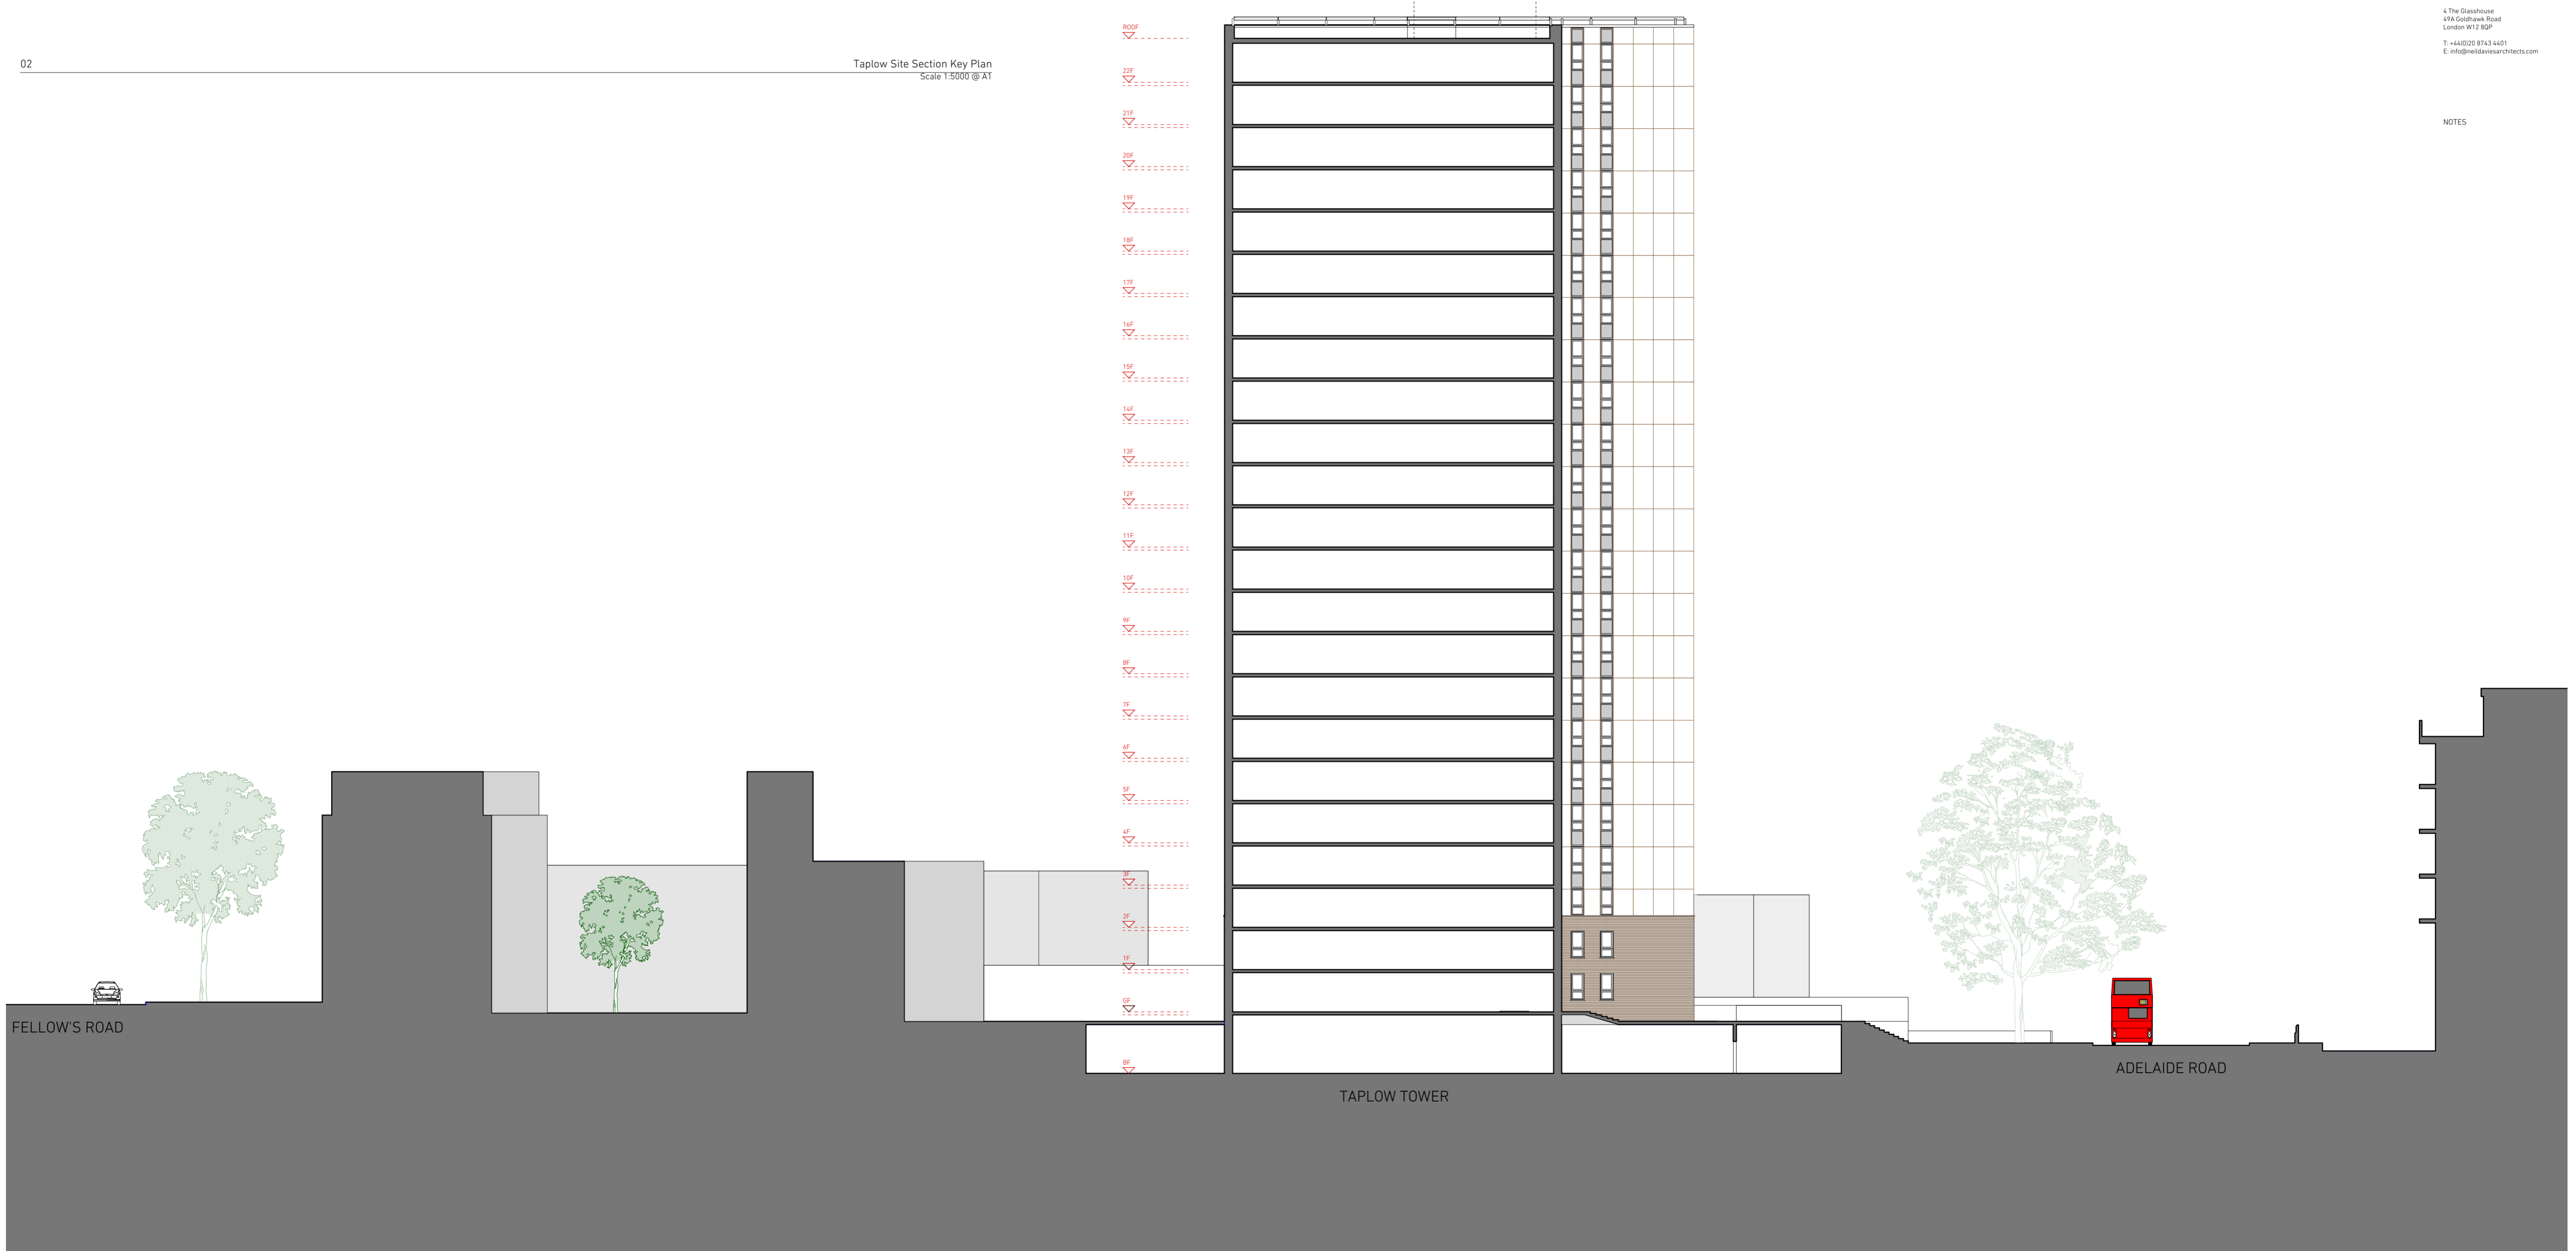 4 The Glasshouse
49A Goldhawk Road
London W12 8QP
T: +44(0)20 8743 4401
E: info@neildaviesarchitects.com
NOTES
02
Taplow Site Section Key Plan
Scale 1:5000 @ A1
ROOF
22F
21F
20F
19F
18F
17F
16F
15F
14F
13F
12F
11F
10F
9F
8F
7F
6F
5F
4F
3F
2F
1F
GF
BF
FELLOW'S ROAD
TAPLOW TOWER
ADELAIDE ROAD